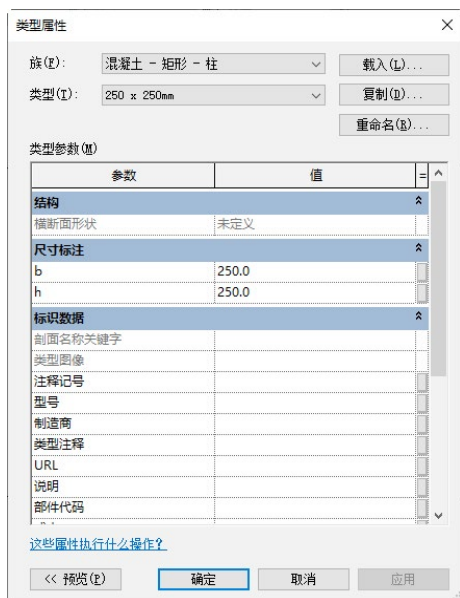 类型属性
族(F): 混凝土 - 矩形 - 柱 载入(L)...
类型(T): 250 x 250mm 复制(D)...
重命名(R)...
类型参数(M)
参数 值 =
结构
横断面形状 未定义
尺寸标注
b 250.0
h 250.0
标识数据
剖面名称关键字
类型图像
注释记号
型号
制造商
类型注释
URL
说明
部件代码
这些属性执行什么操作?
<< 预览(P) 确定 取消 应用